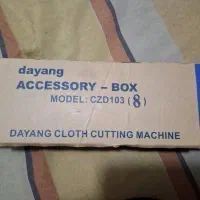 dayang
ACCESSORY - BOX
MODEL: CZD103 (8)
DAYANG CLOTH CUTTING MACHINE